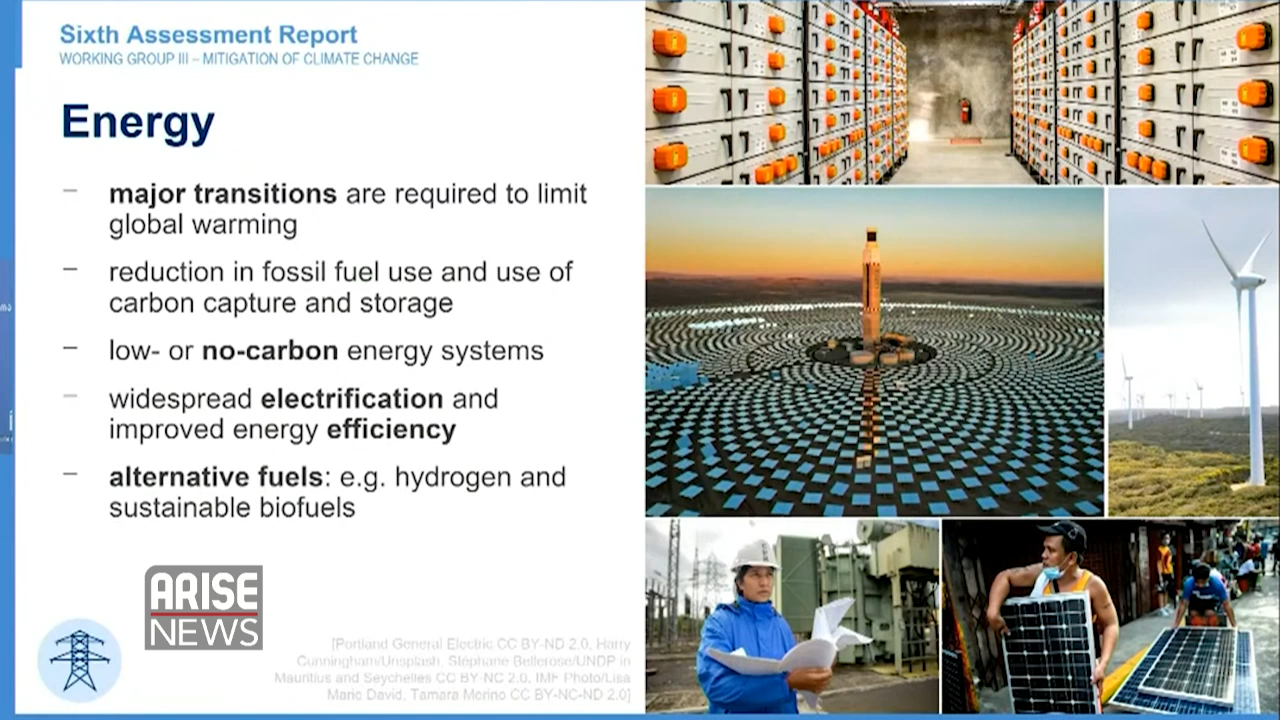 Sixth Assessment Report
WORKING GROUP III – MITIGATION OF CLIMATE CHANGE
Energy
– major transitions are required to limit
global warming
– reduction in fossil fuel use and use of
carbon capture and storage
– low- or no-carbon energy systems
– widespread electrification and
improved energy efficiency
– alternative fuels: e.g. hydrogen and
sustainable biofuels
ARISE
NEWS
[Portland General Electric CC BY-ND 2.0, Harry
Cunningham/Unsplash, Stéphane Bellerose/UNDP in
Mauritius and Seychelles CC BY-NC 2.0, IMF Photo/Lisa
Marie David, Tamara Merino CC BY-NC-ND 2.0]